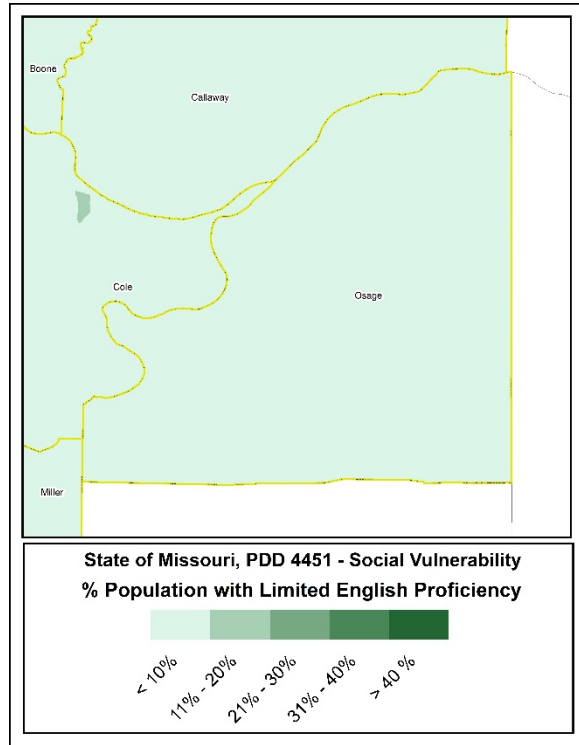 Boone
Callaway
Cole
Osage
Miller
State of Missouri, PDD 4451 - Social Vulnerability
% Population with Limited English Proficiency
< 10%
11% - 20%
21% - 30%
31% - 40%
> 40 %